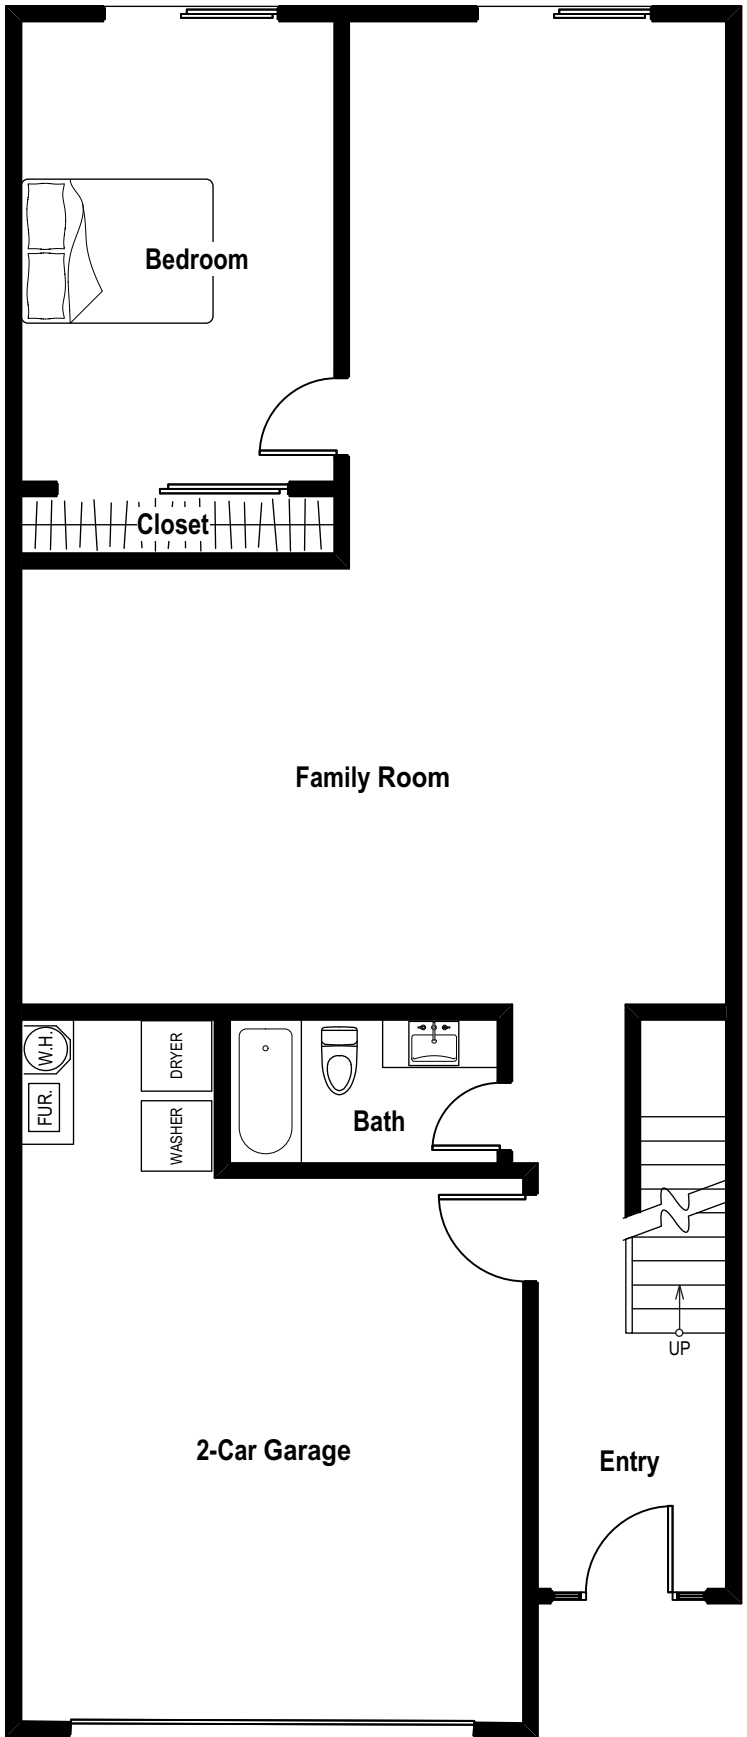 Bedroom
Closet
Family Room
W.H.
FUR.
DRYER
WASHER
Bath
UP
2-Car Garage
Entry